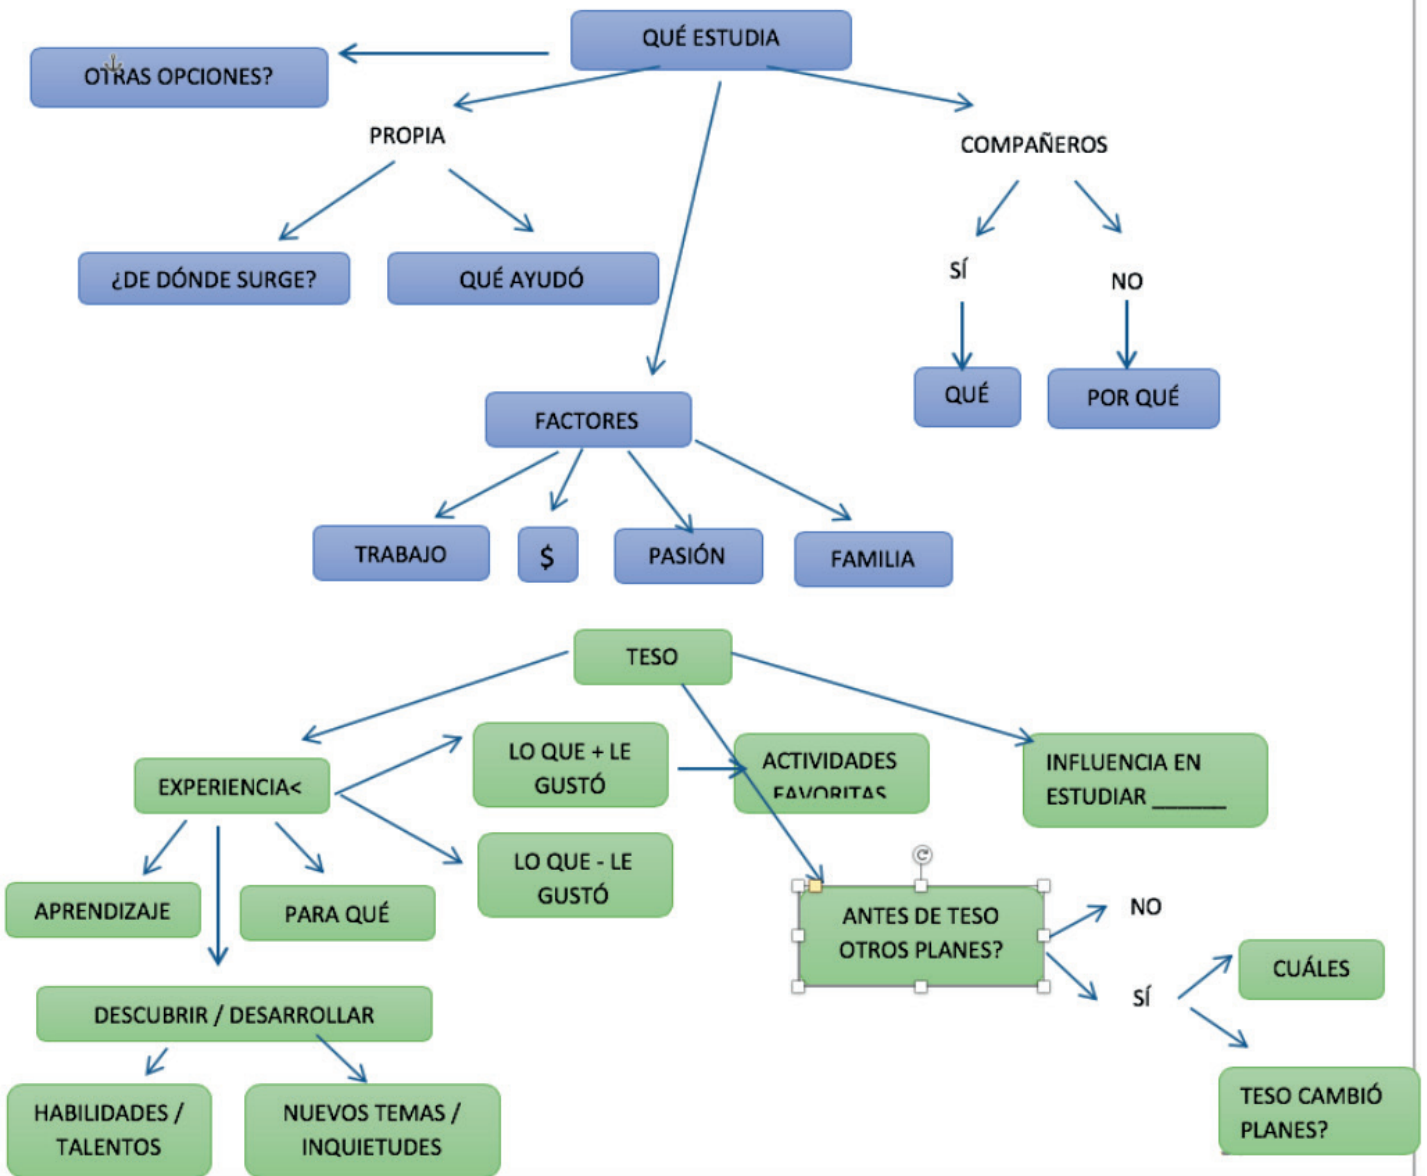 QUÉ ESTUDIA
OTRAS OPCIONES?
PROPIA
COMPAÑEROS
¿DE DÓNDE SURGE?
QUÉ AYUDÓ
SÍ
NO
QUÉ
POR QUÉ
FACTORES
TRABAJO
$
PASIÓN
FAMILIA
TESO
EXPERIENCIA<
LO QUE + LE
GUSTÓ
ACTIVIDADES
FAVORITAS
INFLUENCIA EN
ESTUDIAR ______
LO QUE - LE
GUSTÓ
APRENDIZAJE
PARA QUÉ
ANTES DE TESO
OTROS PLANES?
NO
SÍ
CUÁLES
DESCUBRIR / DESARROLLAR
HABILIDADES /
TALENTOS
NUEVOS TEMAS /
INQUIETUDES
TESO CAMBIÓ
PLANES?